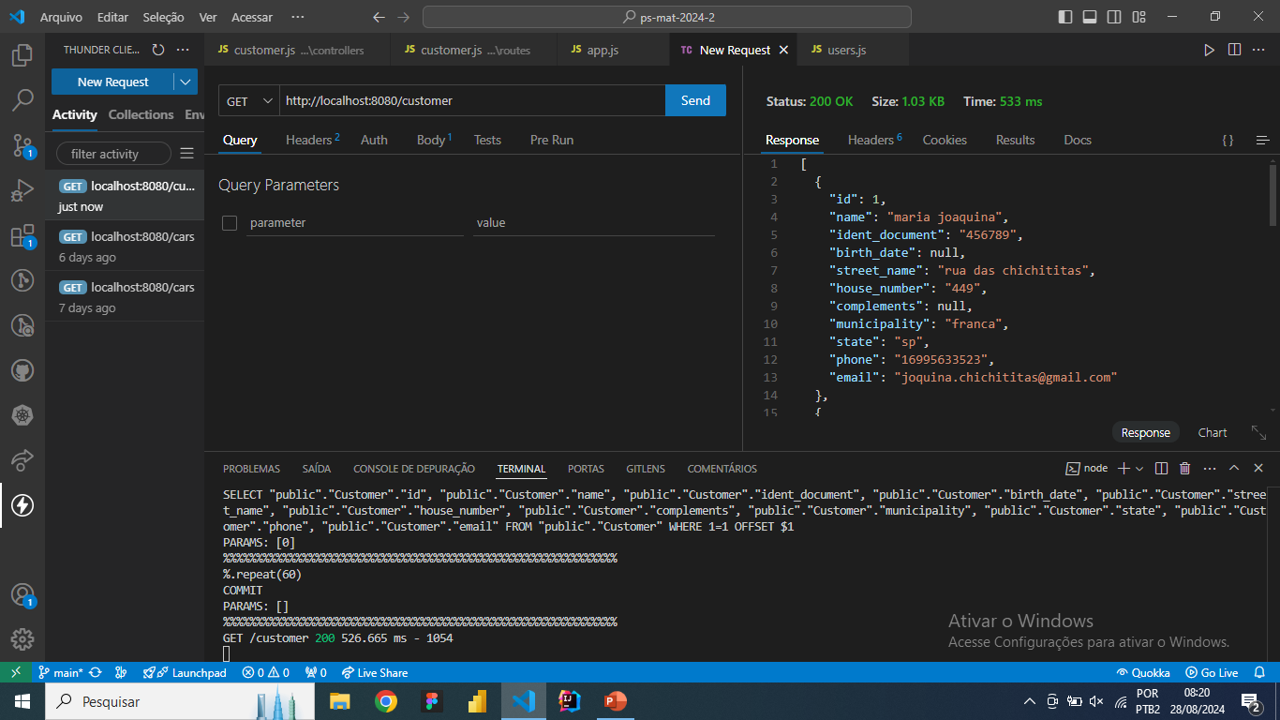 Arquivo Editar Seleção Ver Acessar ··· ps-mat-2024-2
THUNDER CLIE... ···
JS customer.js ...\controllers JS customer.js ...\routes JS app.js TC New Request JS users.js ···
New Request
Activity Collections Env
filter activity
GET localhost:8080/cu...
just now
GET localhost:8080/cars
6 days ago
GET localhost:8080/cars
7 days ago
GET http://localhost:8080/customer Send
Query Headers 2 Auth Body 1 Tests Pre Run
Query Parameters
parameter value
Status: 200 OK Size: 1.03 KB Time: 533 ms
Response Headers 6 Cookies Results Docs { }
1 [
2 {
3 "id": 1,
4 "name": "maria joaquina",
5 "ident_document": "456789",
6 "birth_date": null,
7 "street_name": "rua das chichititas",
8 "house_number": "449",
9 "complements": null,
10 "municipality": "franca",
11 "state": "sp",
12 "phone": "16995633523",
13 "email": "joquina.chichititas@gmail.com"
14 },
15 {
Response Chart
PROBLEMAS SAÍDA CONSOLE DE DEPURAÇÃO TERMINAL PORTAS GITLENS COMENTÁRIOS node ···
SELECT "public"."Customer"."id", "public"."Customer"."name", "public"."Customer"."ident_document", "public"."Customer"."birth_date", "public"."Customer"."stree
t_name", "public"."Customer"."house_number", "public"."Customer"."complements", "public"."Customer"."municipality", "public"."Customer"."state", "public"."Cust
omer"."phone", "public"."Customer"."email" FROM "public"."Customer" WHERE 1=1 OFFSET $1
PARAMS: [0]
%%%%%%%%%%%%%%%%%%%%%%%%%%%%%%%%%%%%%%%%%%%%%%%%%%%%%%%%%%%%
%.repeat(60)
COMMIT
PARAMS: []
%%%%%%%%%%%%%%%%%%%%%%%%%%%%%%%%%%%%%%%%%%%%%%%%%%%%%%%%%%%%
GET /customer 200 526.665 ms - 1054
Ativar o Windows
Acesse Configurações para ativar o Windows.
1
1
1
main* Launchpad 0 0 0 Live Share Quokka Go Live
Pesquisar
POR
PTB2
08:20
28/08/2024
2